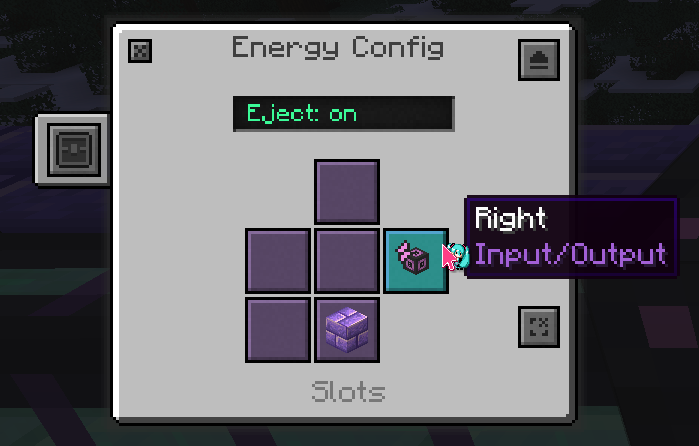 Energy Config
Eject: on
Right
Input/Output
Slots